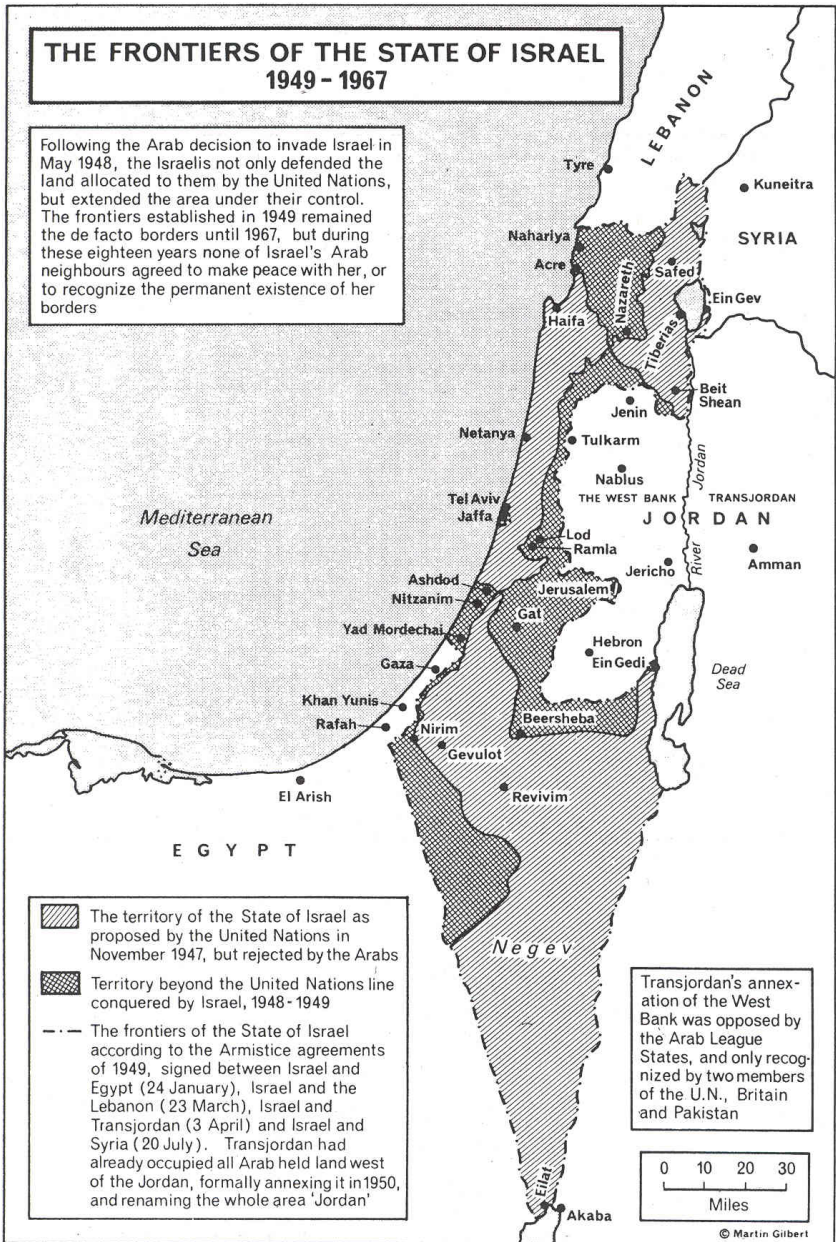 THE FRONTIERS OF THE STATE OF ISRAEL
1949-1967
Following the Arab decision to invade Israel in
May 1948, the Israelis not only defended the
land allocated to them by the United Nations,
but extended the area under their control.
The frontiers established in 1949 remained
the de facto borders until 1967, but during
these eighteen years none of Israel's Arab
neighbours agreed to make peace with her, or
to recognize the permanent existence of her
borders
LEBANON
Tyre
Kuneitra
SYRIA
Nahariya
Acre
Safed
Nazareth
Ein Gev
Haifa
Tiberias
Beit
Shean
Jenin
Netanya
Tulkarm
Nablus
Jordan
River
THE WEST BANK
TRANSJORDAN
JORDAN
Tel Aviv
Jaffa
Mediterranean
Sea
Lod
Ramla
Jericho
Amman
Ashdod
Nitzanim
Jerusalem
Gat
Yad Mordechai
Hebron
Ein Gedi
Gaza
Dead
Sea
Khan Yunis
Rafah
Nirim
Beersheba
Gevulot
Revivim
El Arish
EGYPT
Negev
The territory of the State of Israel as
proposed by the United Nations in
November 1947, but rejected by the Arabs
Territory beyond the United Nations line
conquered by Israel, 1948-1949
The frontiers of the State of Israel
according to the Armistice agreements
of 1949, signed between Israel and
Egypt (24 January), Israel and the
Lebanon (23 March), Israel and
Transjordan (3 April) and Israel and
Syria (20 July). Transjordan had
already occupied all Arab held land west
of the Jordan, formally annexing it in 1950,
and renaming the whole area 'Jordan'
Transjordan's annex-
ation of the West
Bank was opposed by
the Arab League
States, and only recog-
nized by two members
of the U.N., Britain
and Pakistan
0 10 20 30
Miles
Eilat
Akaba
© Martin Gilbert